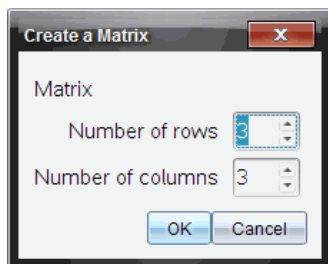 Create a Matrix
X
Matrix
Number of rows 3
Number of columns 3
OK Cancel